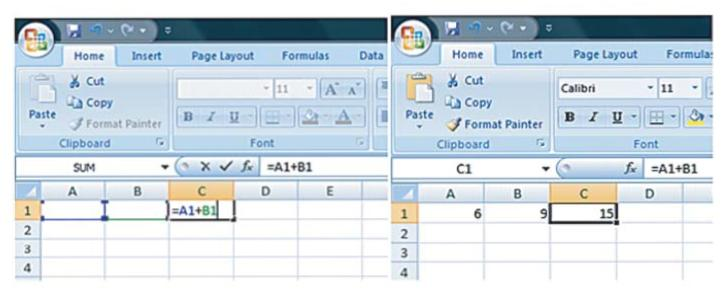 Home Insert Page Layout Formulas Data
Cut
Copy
Format Painter
Paste
11 A A
B I U A
Clipboard Font
SUM fx =A1+B1
A B C D E
1 =A1+B1
2
3
4
Home Insert Page Layout Formulas
Cut
Copy
Format Painter
Paste
Calibri 11
B I U
Clipboard Font
C1 fx =A1+B1
A B C D
1 6 9 15
2
3
4